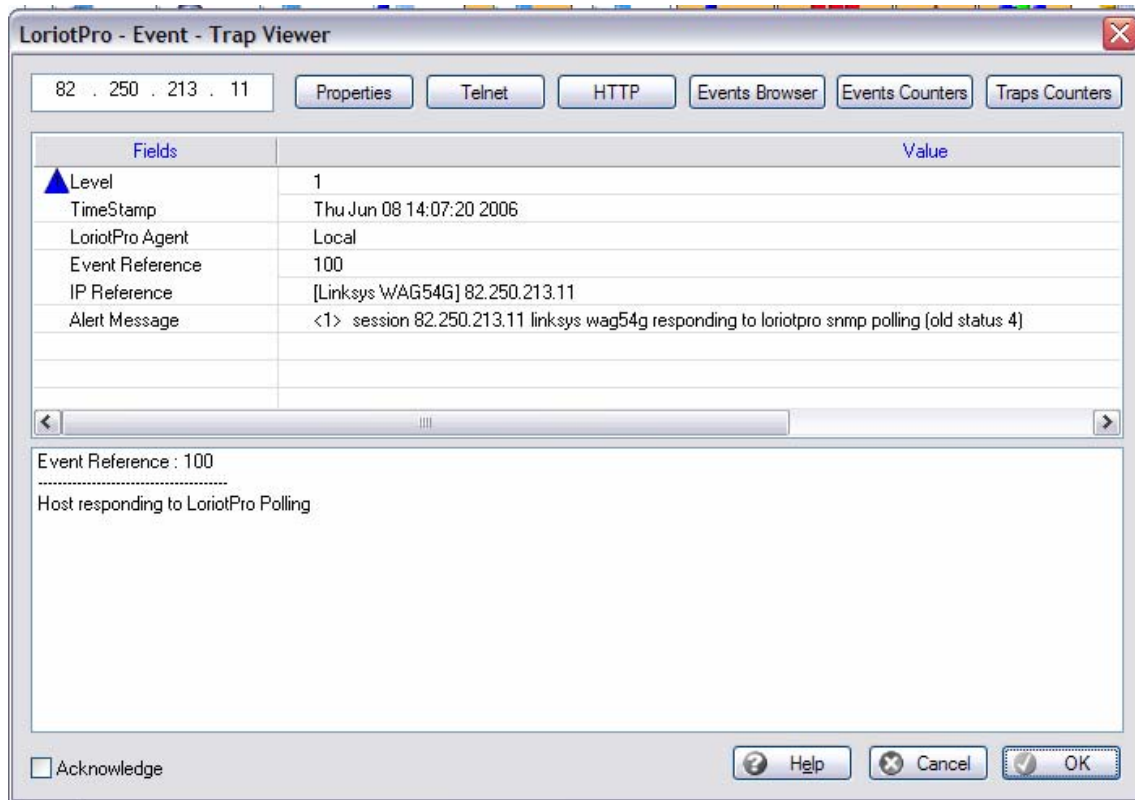 LoriotPro - Event - Trap Viewer
82 . 250 . 213 . 11 Properties Telnet HTTP Events Browser Events Counters Traps Counters
Fields Value
Level 1
TimeStamp Thu Jun 08 14:07:20 2006
LoriotPro Agent Local
Event Reference 100
IP Reference [Linksys WAG54G] 82.250.213.11
Alert Message <1> session 82.250.213.11 linksys wag54g responding to loriotpro snmp polling (old status 4)
Event Reference : 100
--------------------------------------
Host responding to LoriotPro Polling
Acknowledge Help Cancel OK